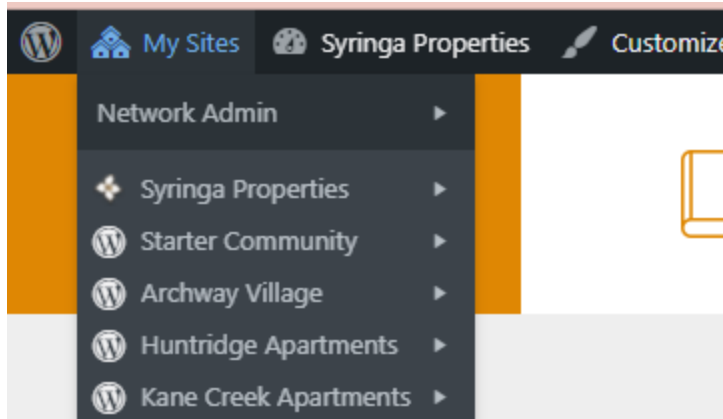 My Sites Syringa Properties Customize
Network Admin
Syringa Properties
Starter Community
Archway Village
Huntridge Apartments
Kane Creek Apartments